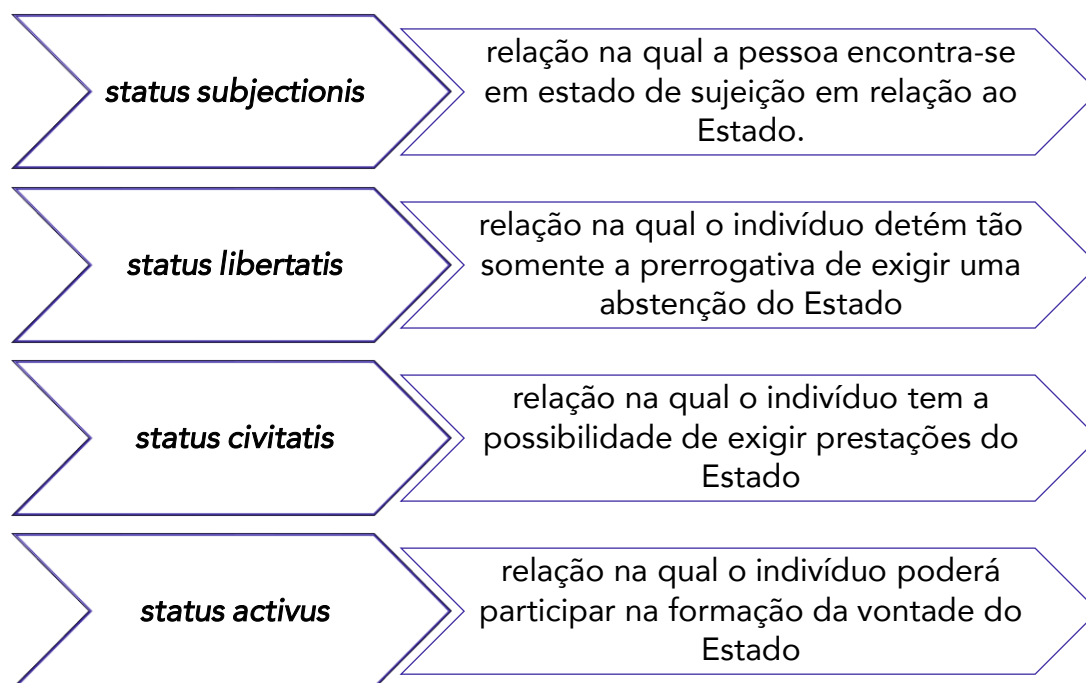 status subjectionis
relação na qual a pessoa encontra-se
em estado de sujeição em relação ao
Estado.
status libertatis
relação na qual o indivíduo detém tão
somente a prerrogativa de exigir uma
abstenção do Estado
status civitatis
relação na qual o indivíduo tem a
possibilidade de exigir prestações do
Estado
status activus
relação na qual o indivíduo poderá
participar na formação da vontade do
Estado